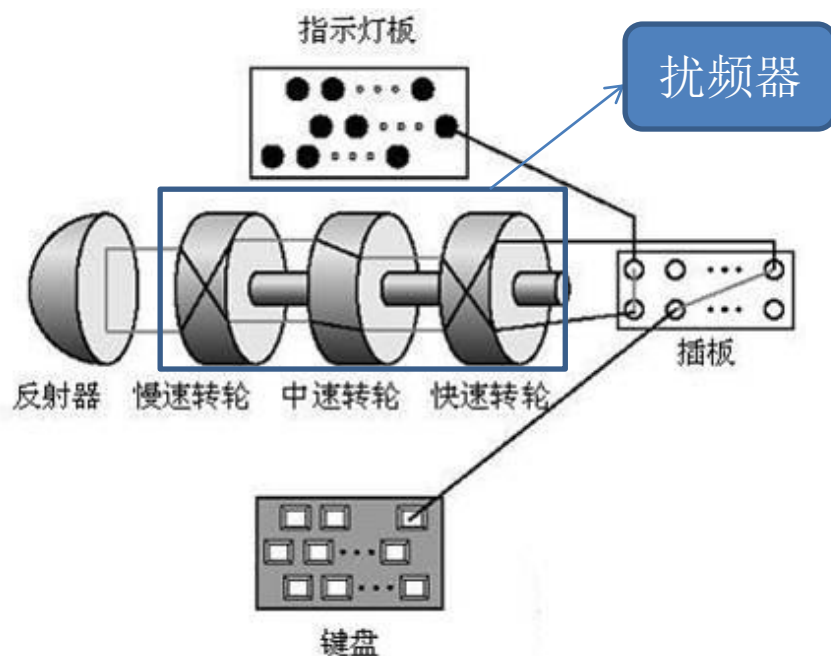 指示灯板
扰频器
反射器
慢速转轮
中速转轮
快速转轮
插板
键盘